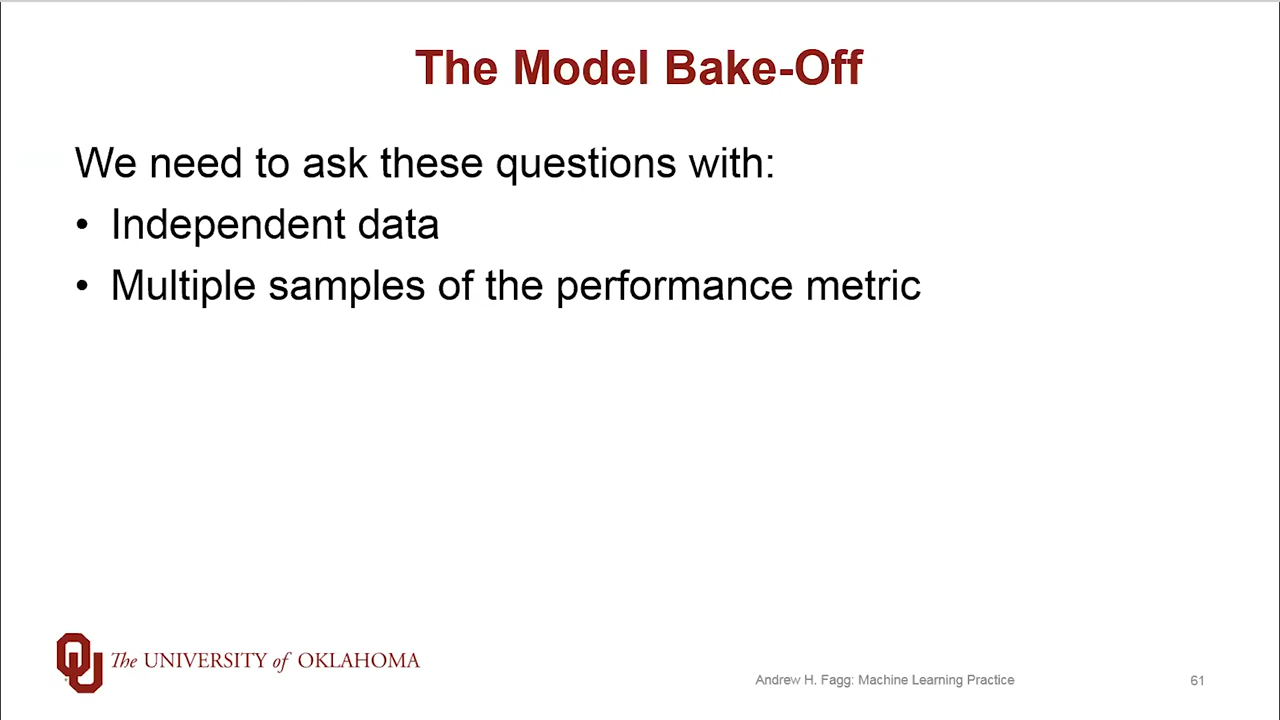 The Model Bake-Off
We need to ask these questions with:
• Independent data
• Multiple samples of the performance metric
OU The UNIVERSITY of OKLAHOMA
Andrew H. Fagg: Machine Learning Practice 61